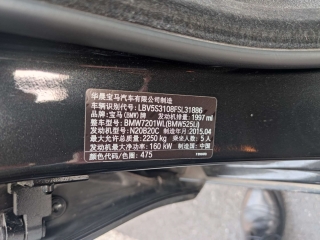 华晨宝马汽车有限公司制造
车辆识别代号: LBV5S3108FSL31886
品牌: 宝马 (BMW) 牌 发动机排量: 1997 ml
整车型号: BMW7201WL(BMW525Li)
发动机型号: N20B20C 制造年月: 2015.04
最大允许总质量: 2250 kg 乘坐人数: 5 人
发动机最大净功率: 160 kW 制造国: 中国
颜色代码/色圈: 475